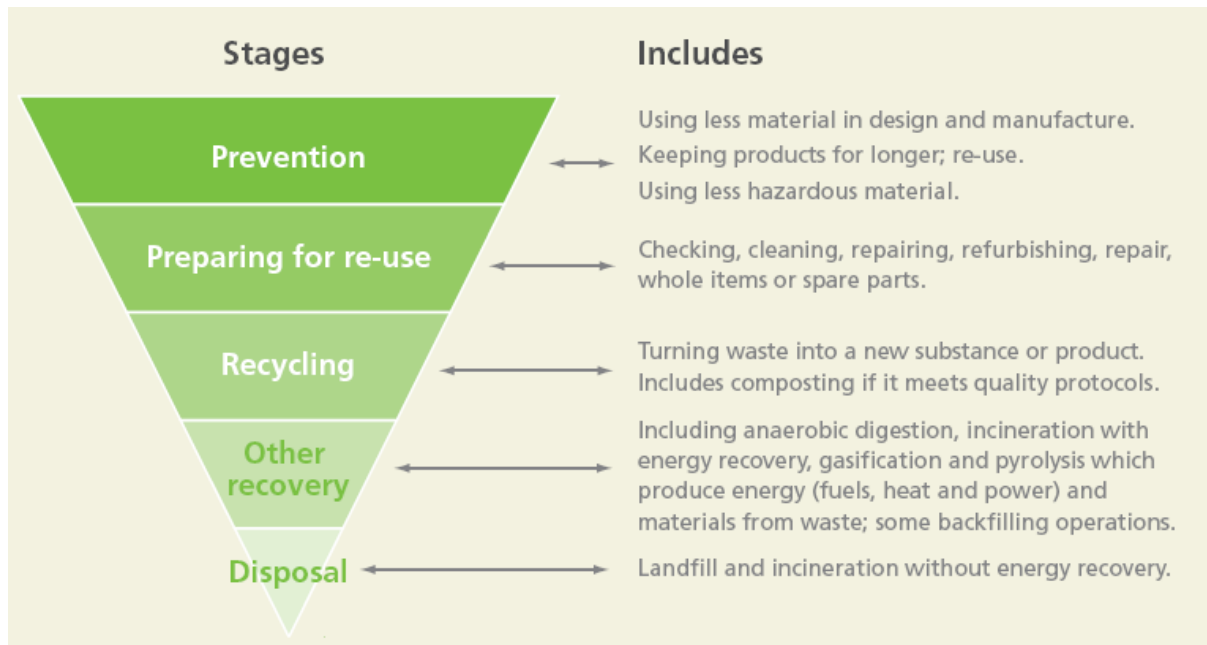 Stages
Includes
Prevention
Using less material in design and manufacture.
Keeping products for longer; re-use.
Using less hazardous material.
Preparing for re-use
Checking, cleaning, repairing, refurbishing, repair,
whole items or spare parts.
Recycling
Turning waste into a new substance or product.
Includes composting if it meets quality protocols.
Other
recovery
Including anaerobic digestion, incineration with
energy recovery, gasification and pyrolysis which
produce energy (fuels, heat and power) and
materials from waste; some backfilling operations.
Disposal
Landfill and incineration without energy recovery.